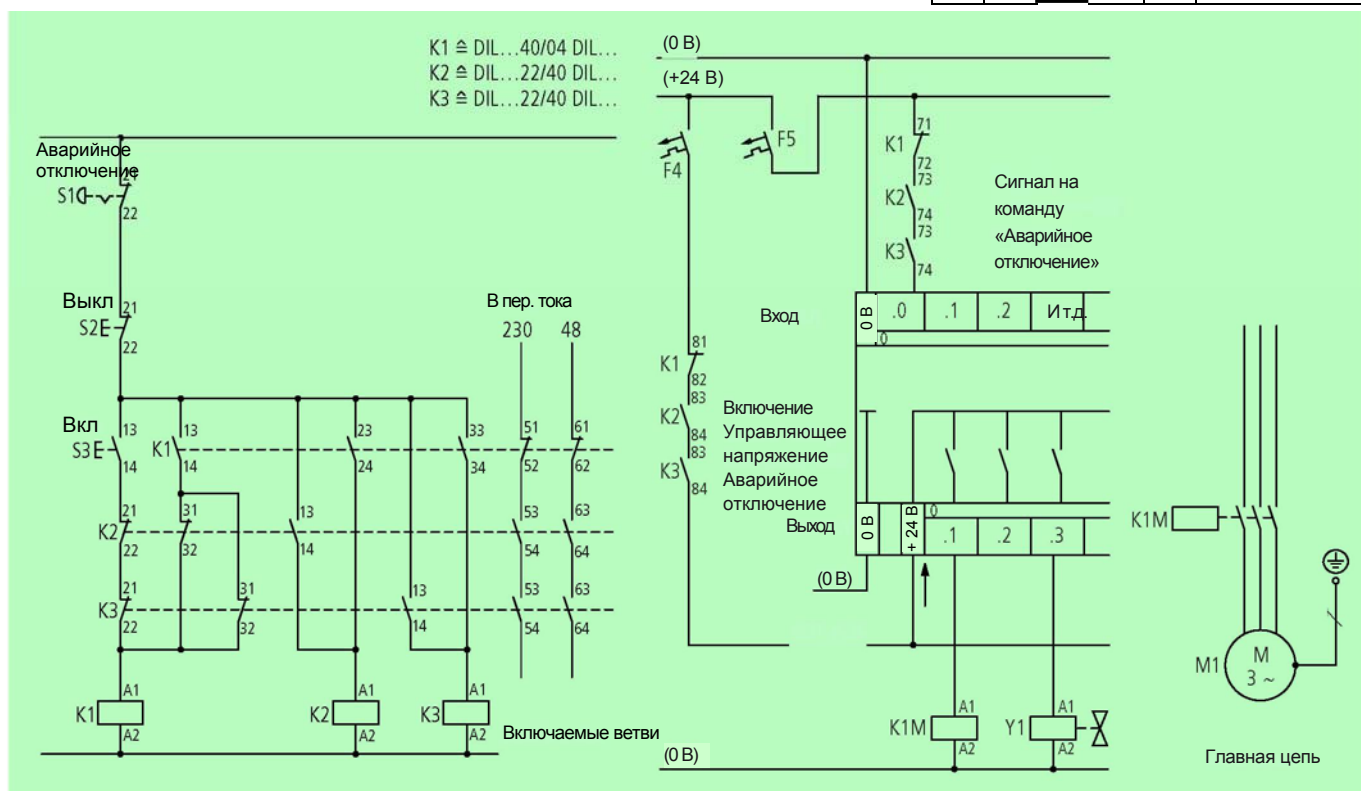 K1 ≙ DIL...40/04 DIL...
K2 ≙ DIL...22/40 DIL...
K3 ≙ DIL...22/40 DIL...
(0 В)
(+24 В)
Аварийное
отключение
21
S1
22
F4
F5
71
K1
72
73
K2
74
73
K3
74
Сигнал на
команду
«Аварийное
отключение»
Выкл
21
S2E
22
В пер. тока
230 48
Вход
0 В
.0 .1 .2 И т.д.
0
81
K1
82
83
K2
84
83
K3
84
Включение
Управляющее
напряжение
Аварийное
отключение
Вкл
S3E
13
14
K1
13
14
23
24
33
34
51
52
61
62
K2
21
22
31
32
13
14
53
54
63
64
K3
21
22
31
32
13
14
53
54
63
64
Выход
0 В
+ 24 В
0
.1 .2 .3
(0 В)
K1M
M1
M
3 ~
K1
A1
A2
K2
A1
A2
K3
A1
A2
Включаемые ветви
K1M
A1
A2
Y1
A1
A2
(0 В)
Главная цепь